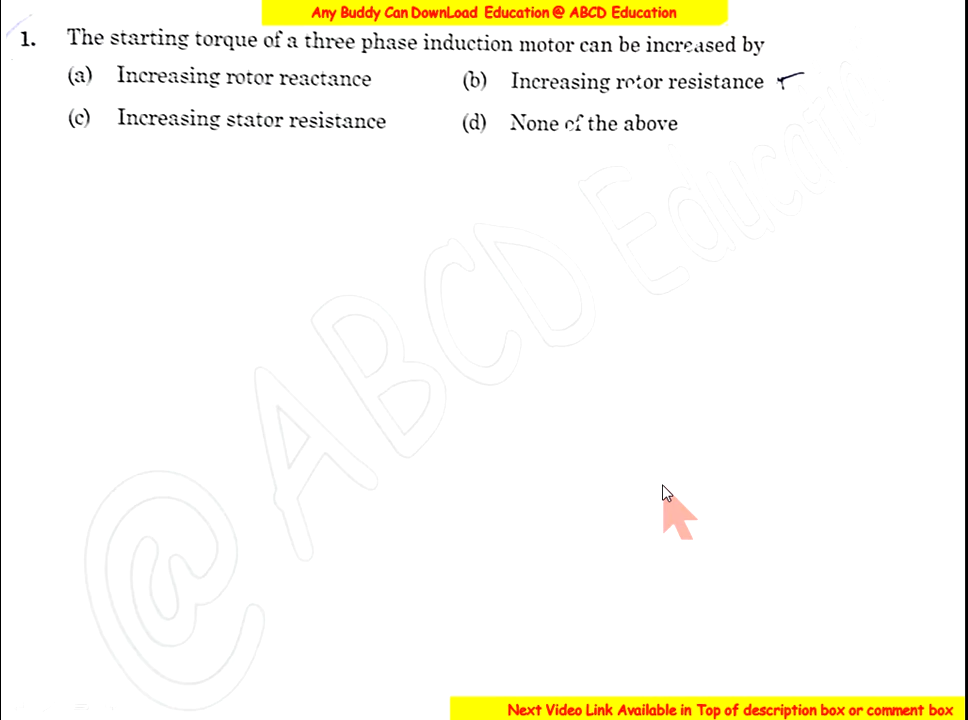 Any Buddy Can DownLoad Education @ ABCD Education
1. The starting torque of a three phase induction motor can be increased by
(a) Increasing rotor reactance (b) Increasing rotor resistance
(c) Increasing stator resistance (d) None of the above
@ABCD Education
Next Video Link Available in Top of description box or comment box